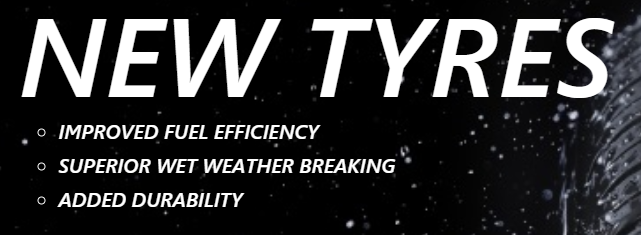 NEW TYRES
IMPROVED FUEL EFFICIENCY
SUPERIOR WET WEATHER BREAKING
ADDED DURABILITY